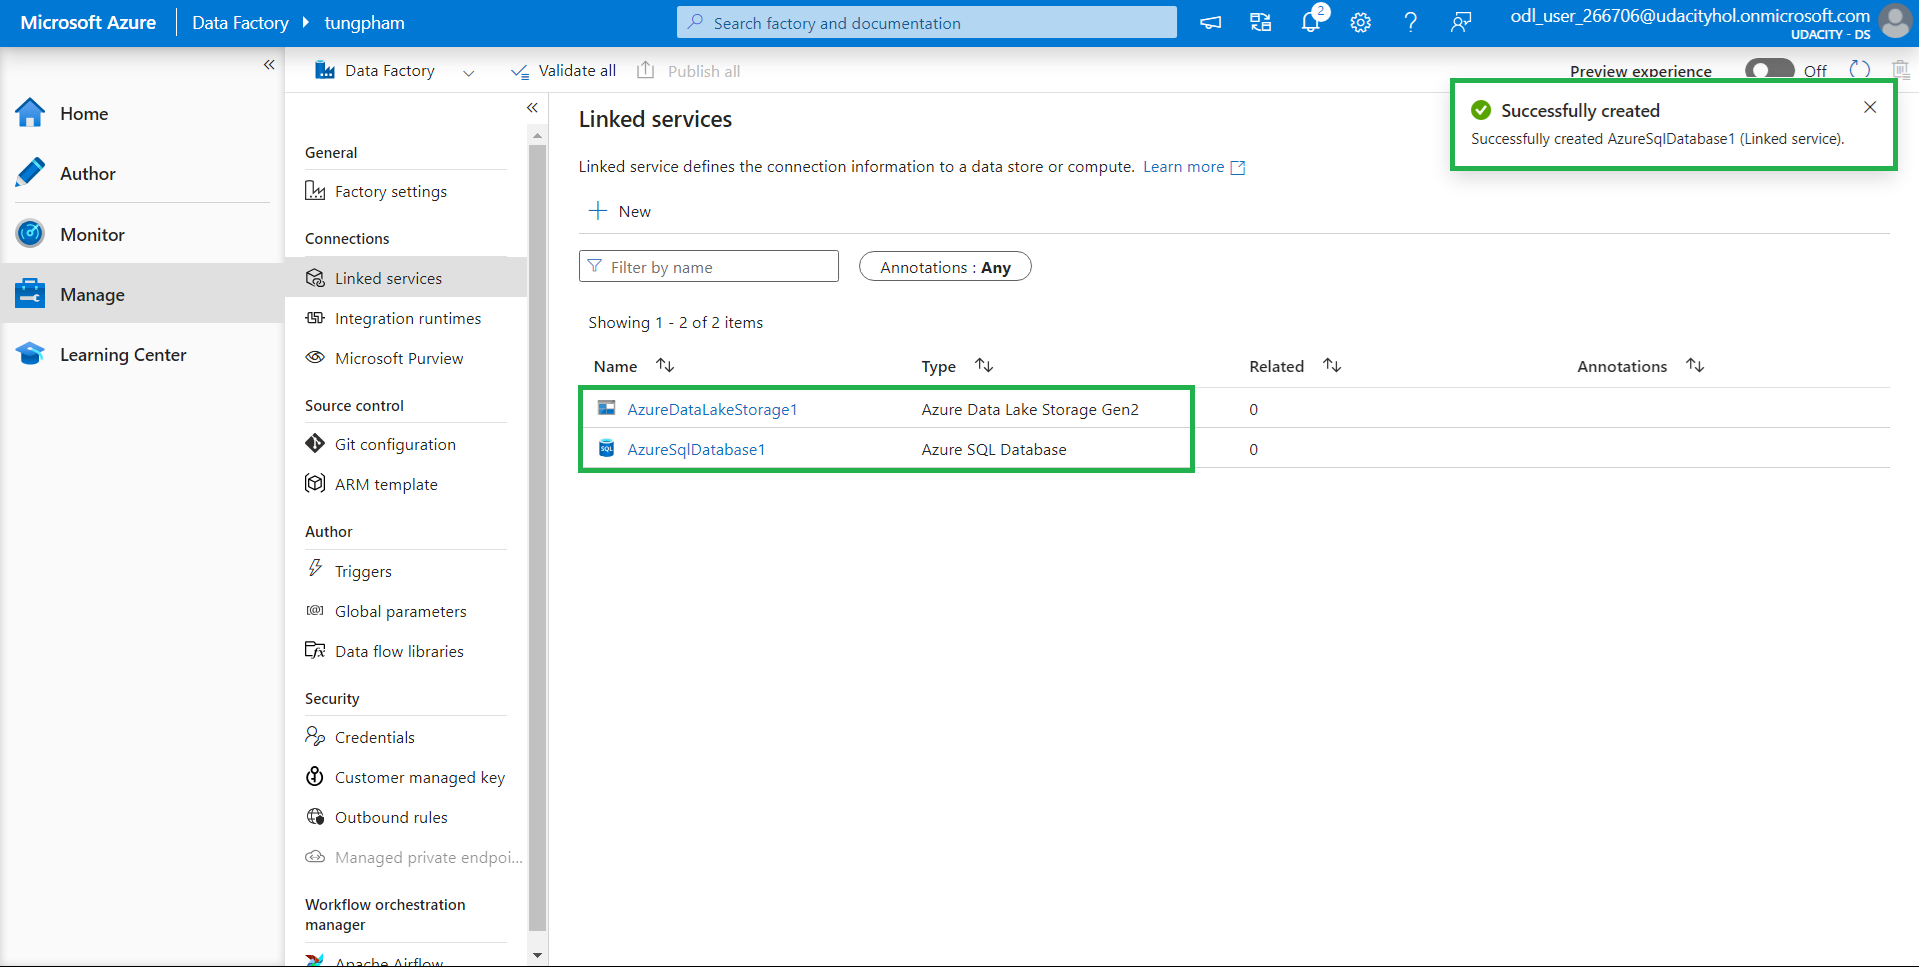 Microsoft Azure
Data Factory
tungpham
Search factory and documentation
2
odl_user_266706@udacityhol.onmicrosoft.com
UDACITY - DS
Home
Author
Monitor
Manage
Learning Center
Data Factory
Validate all
Publish all
Preview experience
Off
Successfully created
Successfully created AzureSqlDatabase1 (Linked service).
General
Factory settings
Connections
Linked services
Integration runtimes
Microsoft Purview
Source control
Git configuration
ARM template
Author
Triggers
Global parameters
Data flow libraries
Security
Credentials
Customer managed key
Outbound rules
Managed private endpoi...
Workflow orchestration
manager
Apache Airflow
Linked services
Linked service defines the connection information to a data store or compute. Learn more
New
Filter by name
Annotations : Any
Showing 1 - 2 of 2 items
Name Type Related Annotations
AzureDataLakeStorage1 Azure Data Lake Storage Gen2 0
SQL AzureSqlDatabase1 Azure SQL Database 0